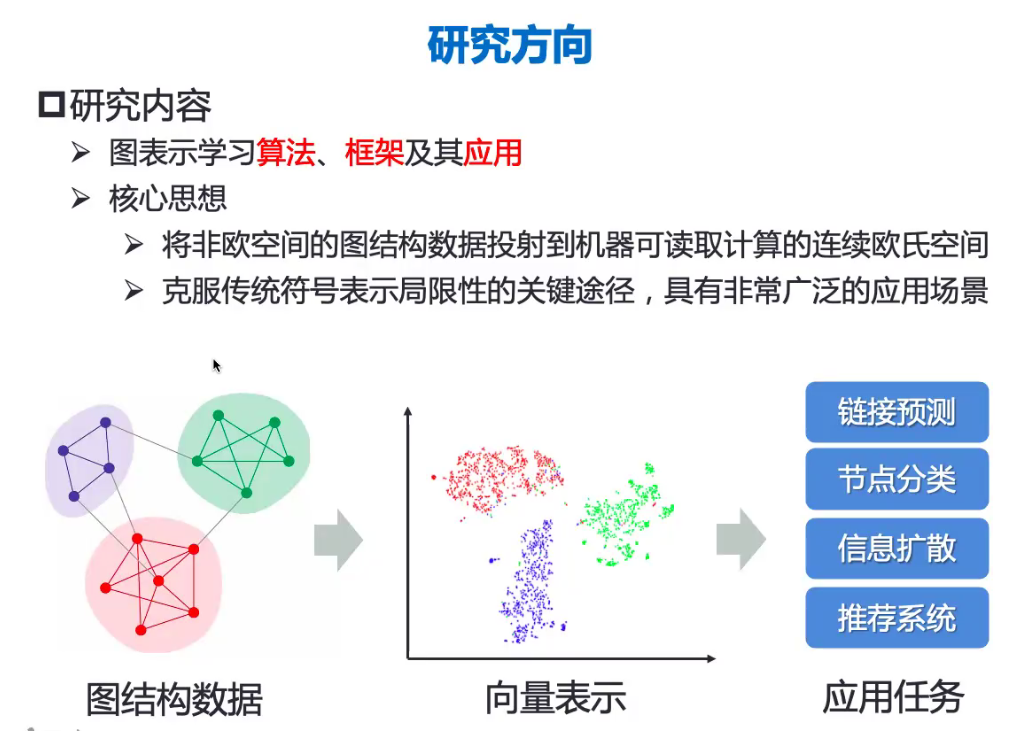 研究方向
研究内容
图表示学习算法、框架及其应用
核心思想
将非欧空间的图结构数据投射到机器可读取计算的连续欧氏空间
克服传统符号表示局限性的关键途径，具有非常广泛的应用场景
链接预测
节点分类
信息扩散
推荐系统
图结构数据
向量表示
应用任务